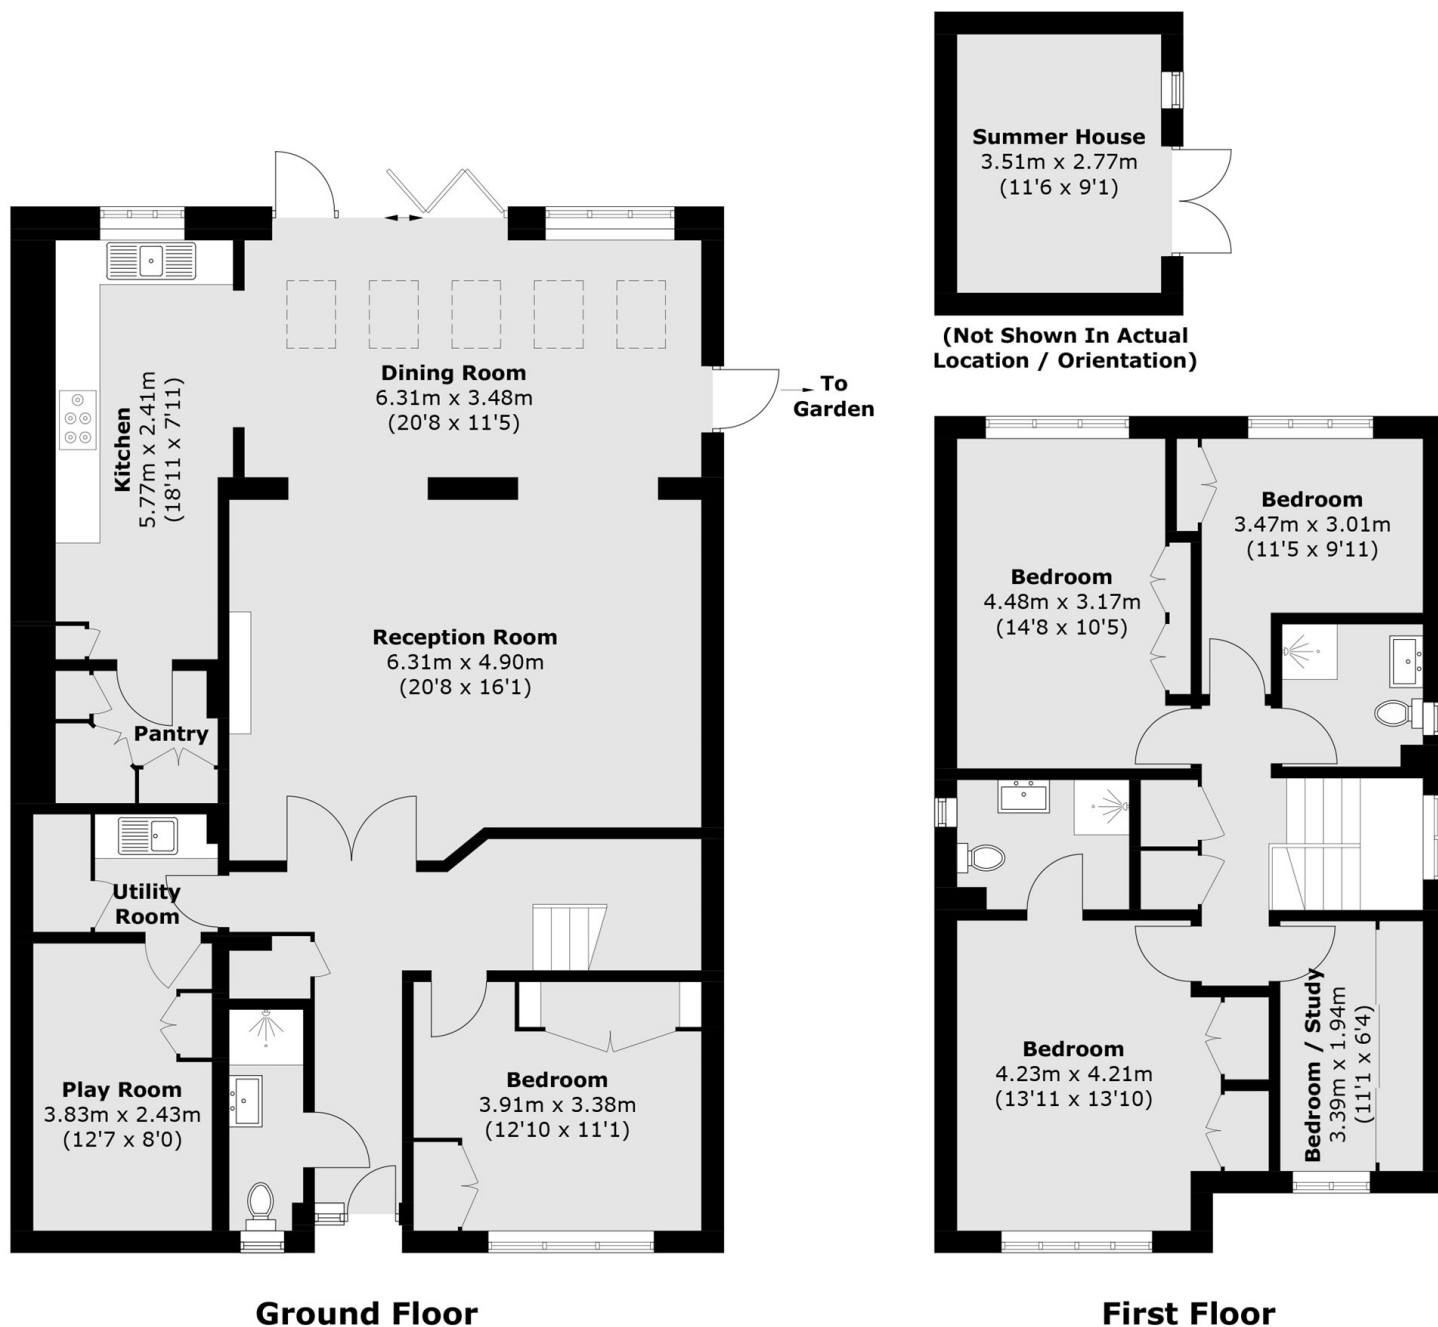 Summer House
3.51m x 2.77m
(11'6 x 9'1)
(Not Shown In Actual
Location / Orientation)
Dining Room
6.31m x 3.48m
(20'8 x 11'5)
To
Garden
Kitchen
5.77m x 2.41m
(18'11 x 7'11)
Reception Room
6.31m x 4.90m
(20'8 x 16'1)
Pantry
Utility
Room
Play Room
3.83m x 2.43m
(12'7 x 8'0)
Bedroom
3.91m x 3.38m
(12'10 x 11'1)
Ground Floor
Bedroom
4.48m x 3.17m
(14'8 x 10'5)
Bedroom
3.47m x 3.01m
(11'5 x 9'11)
Bedroom
4.23m x 4.21m
(13'11 x 13'10)
Bedroom / Study
3.39m x 1.94m
(11'1 x 6'4)
First Floor